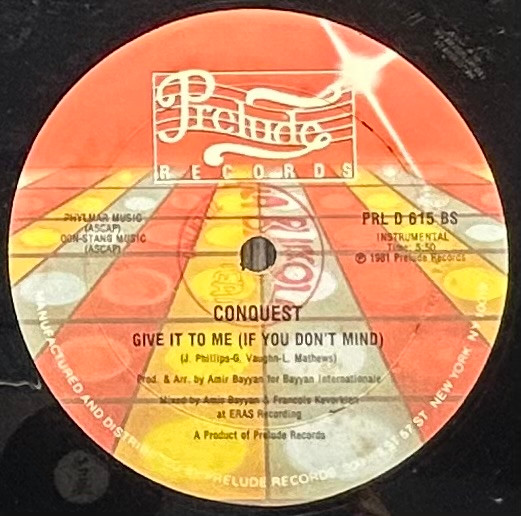 Prelude
RECORDS
PHYLMAR MUSIC
(ASCAP)
OON-STANG MUSIC
(ASCAP)
PRL D 615 BS
INSTRUMENTAL
Time: 5:50
℗ 1981 Prelude Records
CONQUEST
GIVE IT TO ME (IF YOU DON'T MIND)
(J. Phillips-G. Vaughn-L. Mathews)
Prod. & Arr. by Amir Bayyan for Bayyan Internationale
Mixed by Amir Bayyan & Francois Kevorkian
at ERAS Recording
A Product of Prelude Records
MANUFACTURED AND DISTRIBUTED BY PRELUDE RECORDS 57 ST NEW YORK NY